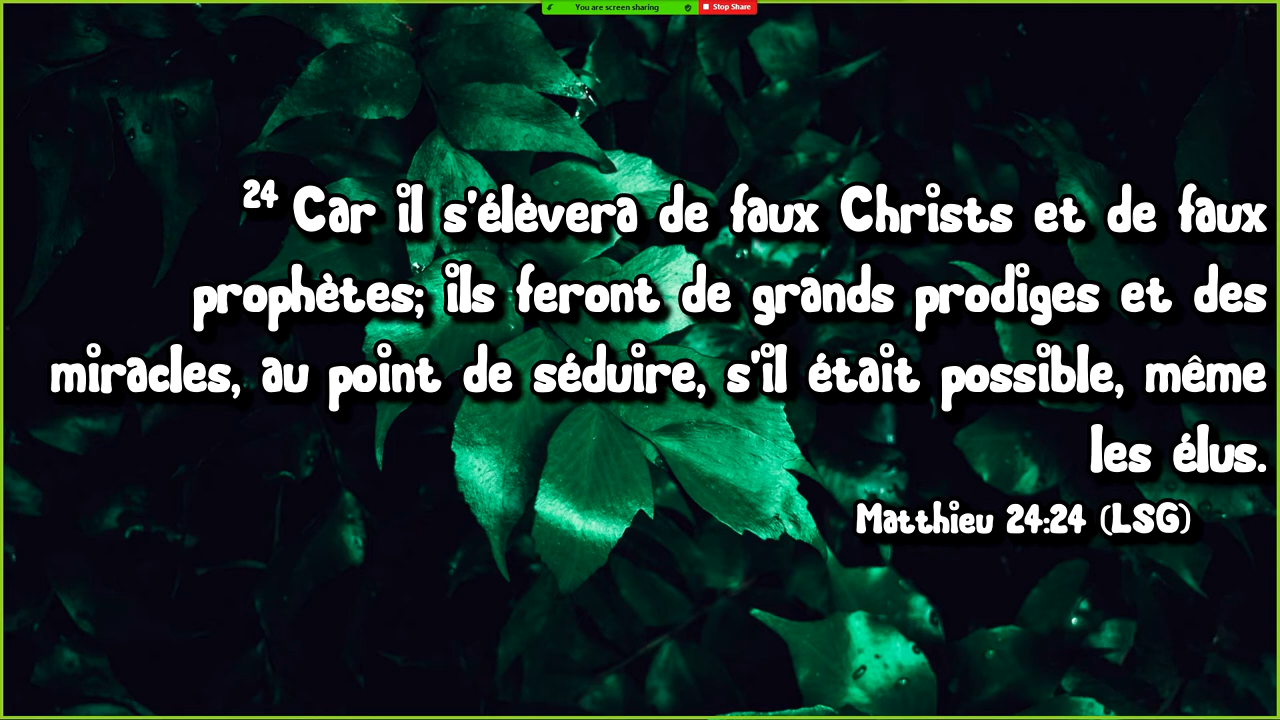 You are screen sharing Stop Share
24 Car il s'élèvera de faux Christs et de faux
prophètes; ils feront de grands prodiges et des
miracles, au point de séduire, s'il était possible, même
les élus.
Matthieu 24:24 (LSG)